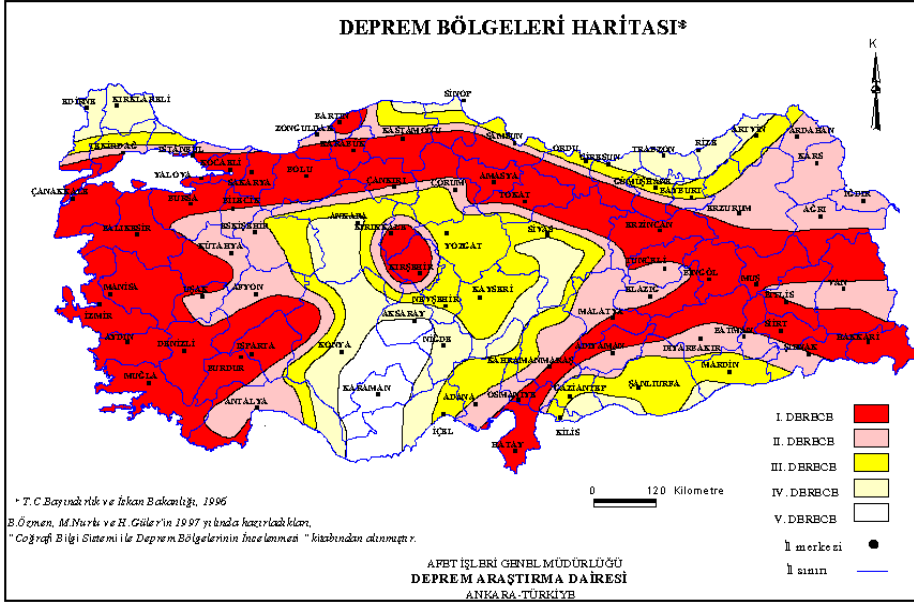 DEPREM BÖLGELERİ HARİTASI*
K
SİNOP
EDİRNE
KIRKLARELİ
BARTIN
ZONGULDAK
KASTAMONU
KARABÜK
SAMSUN
ORDU
GİRESUN
TRABZON
RİZE
ARTVİN
ARDAHAN
KARS
TEKİRDAĞ
İSTANBUL
KOCAELİ
YALOVA
SAKARYA
BOLU
ÇANKIRI
ÇORUM
AMASYA
TOKAT
GÜMÜŞHANE
BAYBURT
ERZURUM
AĞRI
IĞDIR
ÇANAKKALE
BURSA
BİLECİK
ESKİŞEHİR
ANKARA
KIRIKKALE
YOZGAT
SİVAS
ERZİNCAN
BALIKESİR
KÜTAHYA
KIRŞEHİR
TUNCELİ
BİNGÖL
MUŞ
VAN
MANİSA
UŞAK
AFYON
NEVŞEHİR
KAYSERİ
MALATYA
ELAZIĞ
BİTLİS
İZMİR
AKSARAY
NİĞDE
BATMAN
SİİRT
HAKKARİ
AYDIN
DENİZLİ
ISPARTA
BURDUR
KONYA
KAHRAMANMARAŞ
ADIYAMAN
DİYARBAKIR
ŞIRNAK
MUĞLA
ANTALYA
KARAMAN
ADANA
OSMANİYE
GAZİANTEP
ŞANLIURFA
MARDİN
İÇEL
KİLİS
HATAY
I. DERECE
II. DERECE
III. DERECE
IV. DERECE
V. DERECE
İl merkezi
İl sınırı
0 120 Kilometre
* T.C Bayındırlık ve İskan Bakanlığı, 1996
B.Özmen, M.Nurlu ve H.Güler'in 1997 yılında hazırladıkları,
"Coğrafi Bilgi Sistemi ile Deprem Bölgelerinin İncelenmesi" kitabından alınmıştır.
AFET İŞLERİ GENEL MÜDÜRLÜĞÜ
DEPREM ARAŞTIRMA DAİRESİ
ANKARA-TÜRKİYE